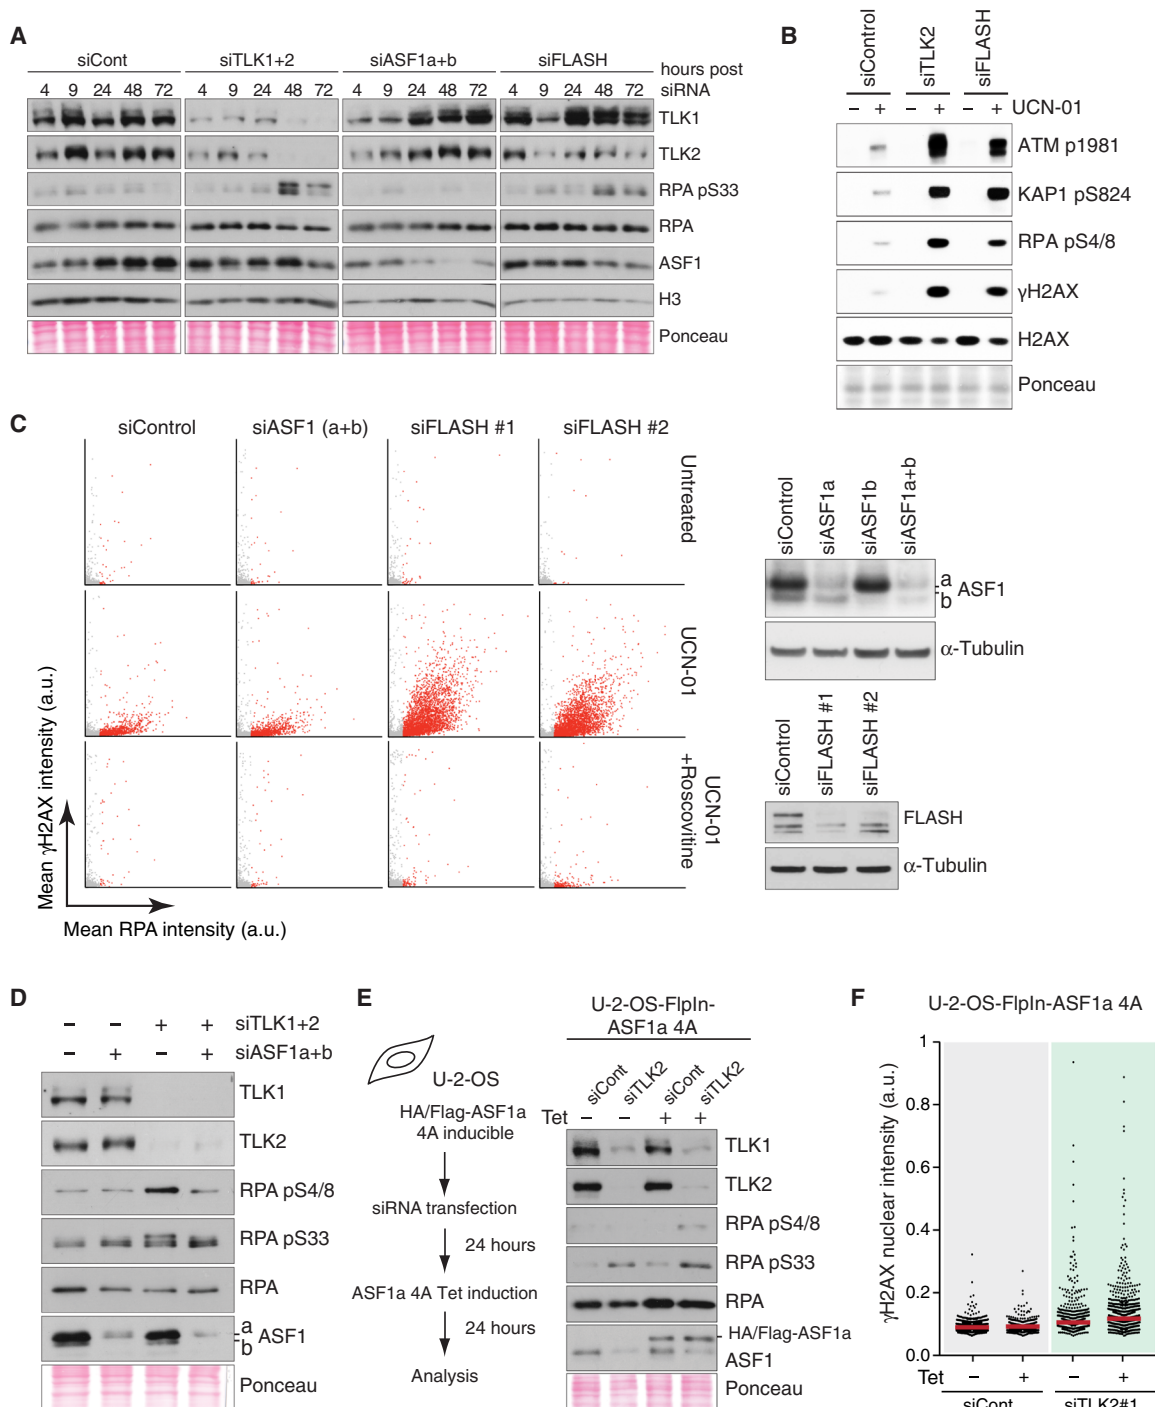 A
siCont siTLK1+2 siASF1a+b siFLASH hours post
4 9 24 48 72 4 9 24 48 72 4 9 24 48 72 4 9 24 48 72 siRNA
TLK1
TLK2
RPA pS33
RPA
ASF1
H3
Ponceau
B
siControl siTLK2 siFLASH
– + – + – + UCN-01
ATM p1981
KAP1 pS824
RPA pS4/8
γH2AX
H2AX
Ponceau
C
siControl siASF1 (a+b) siFLASH #1 siFLASH #2
Untreated
UCN-01
UCN-01
+Roscovitine
Mean γH2AX intensity (a.u.)
Mean RPA intensity (a.u.)
siControl siASF1a siASF1b siASF1a+b
a
b
ASF1
α-Tubulin
siControl siFLASH #1 siFLASH #2
FLASH
α-Tubulin
D
– – + + siTLK1+2
– + – + siASF1a+b
TLK1
TLK2
RPA pS4/8
RPA pS33
RPA
a
b
ASF1
Ponceau
E
U-2-OS
HA/Flag-ASF1a
4A inducible
siRNA transfection
24 hours
ASF1a 4A Tet induction
24 hours
Analysis
U-2-OS-FlpIn-
ASF1a 4A
siCont siTLK2 siCont siTLK2
Tet – – + +
TLK1
TLK2
RPA pS4/8
RPA pS33
RPA
HA/Flag-ASF1a
ASF1
Ponceau
F
U-2-OS-FlpIn-ASF1a 4A
γH2AX nuclear intensity (a.u.)
1
0.8
0.6
0.4
0.2
0.0
Tet – + – +
siCont siTLK2#1